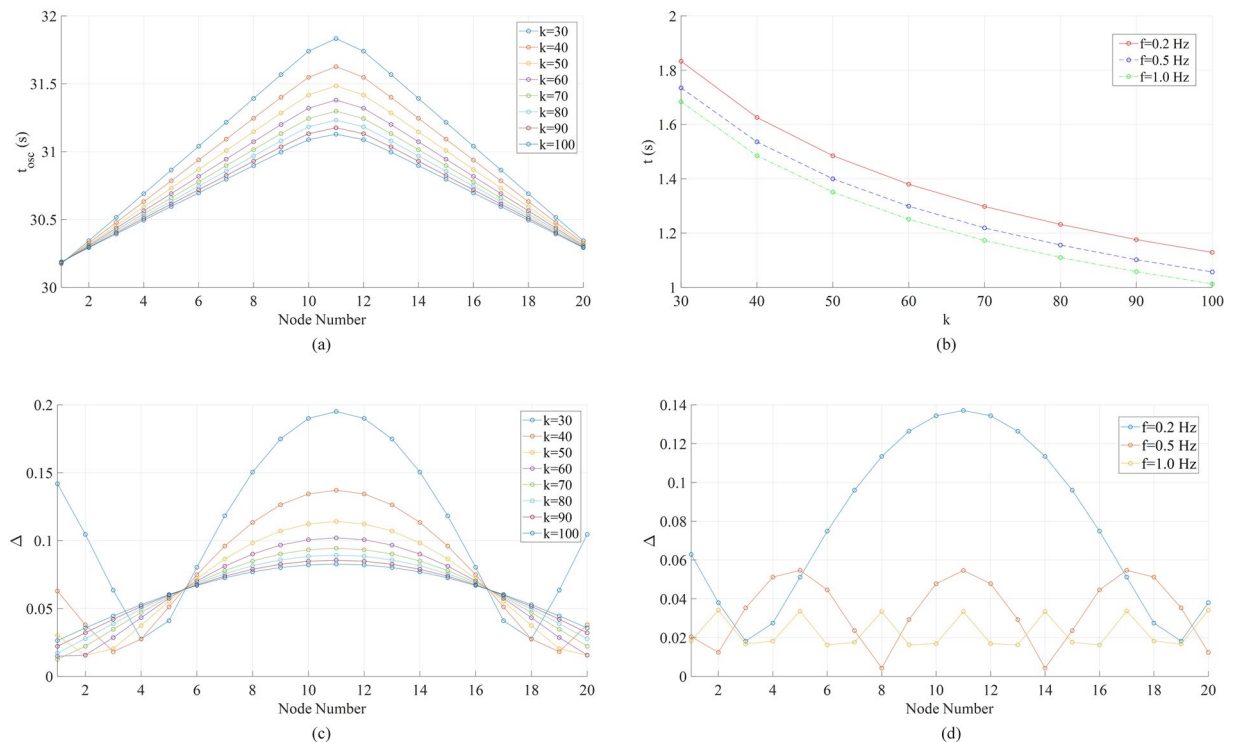 32
31.5
31
30.5
30
t_osc (s)
2 4 6 8 10 12 14 16 18 20
Node Number
k=30
k=40
k=50
k=60
k=70
k=80
k=90
k=100
(a)
2
1.8
1.6
1.4
1.2
1
t (s)
30 40 50 60 70 80 90 100
k
f=0.2 Hz
f=0.5 Hz
f=1.0 Hz
(b)
0.2
0.15
0.1
0.05
0
Δ
2 4 6 8 10 12 14 16 18 20
Node Number
k=30
k=40
k=50
k=60
k=70
k=80
k=90
k=100
(c)
0.14
0.12
0.1
0.08
0.06
0.04
0.02
0
Δ
2 4 6 8 10 12 14 16 18 20
Node Number
f=0.2 Hz
f=0.5 Hz
f=1.0 Hz
(d)